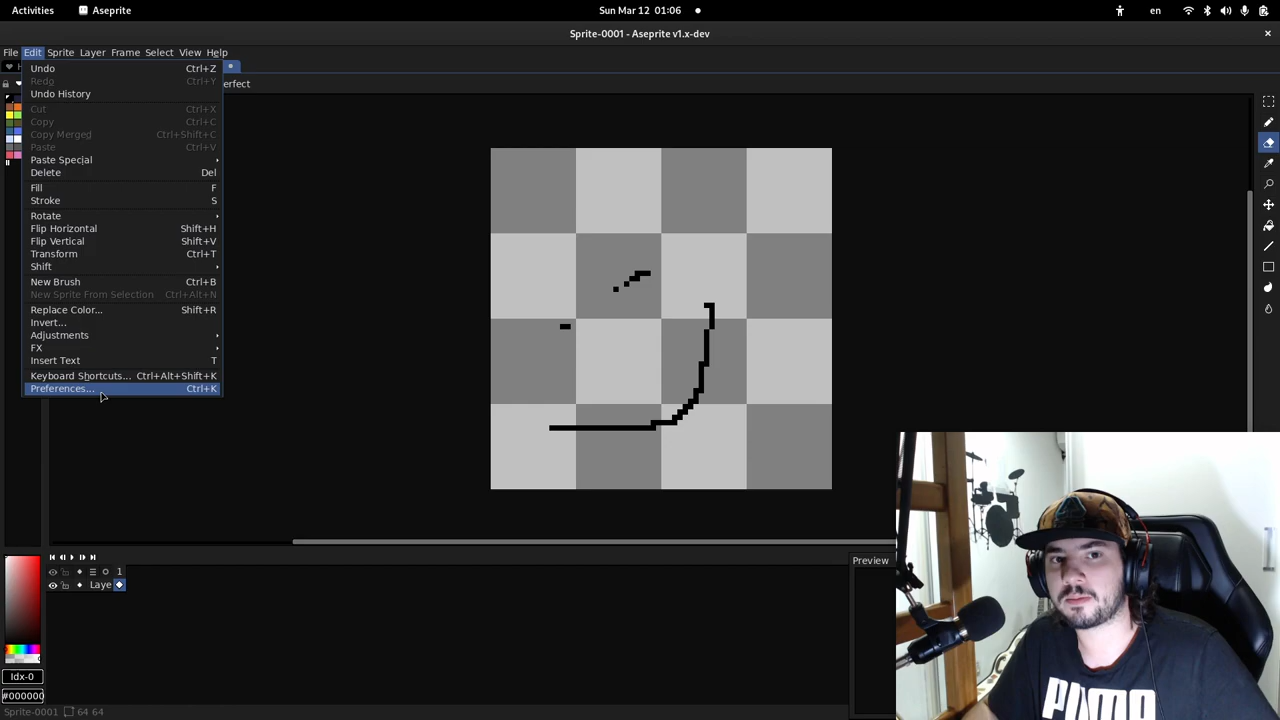 Activities Aseprite Sun Mar 12 01:06 en
Sprite-0001 - Aseprite v1.x-dev
File Edit Sprite Layer Frame Select View Help
Undo Ctrl+Z
Redo Ctrl+Y
erfect
Undo History
Cut Ctrl+X
Copy Ctrl+C
Copy Merged Ctrl+Shift+C
Paste Ctrl+V
Paste Special
Delete Del
Fill F
Stroke S
Rotate
Flip Horizontal Shift+H
Flip Vertical Shift+V
Transform Ctrl+T
Shift
New Brush Ctrl+B
New Sprite From Selection Ctrl+Alt+N
Replace Color... Shift+R
Invert...
Adjustments
FX
Insert Text T
Keyboard Shortcuts... Ctrl+Alt+Shift+K
Preferences... Ctrl+K
Preview
1
Laye
Idx-0
#000000
Sprite-0001 64 64
PUMA